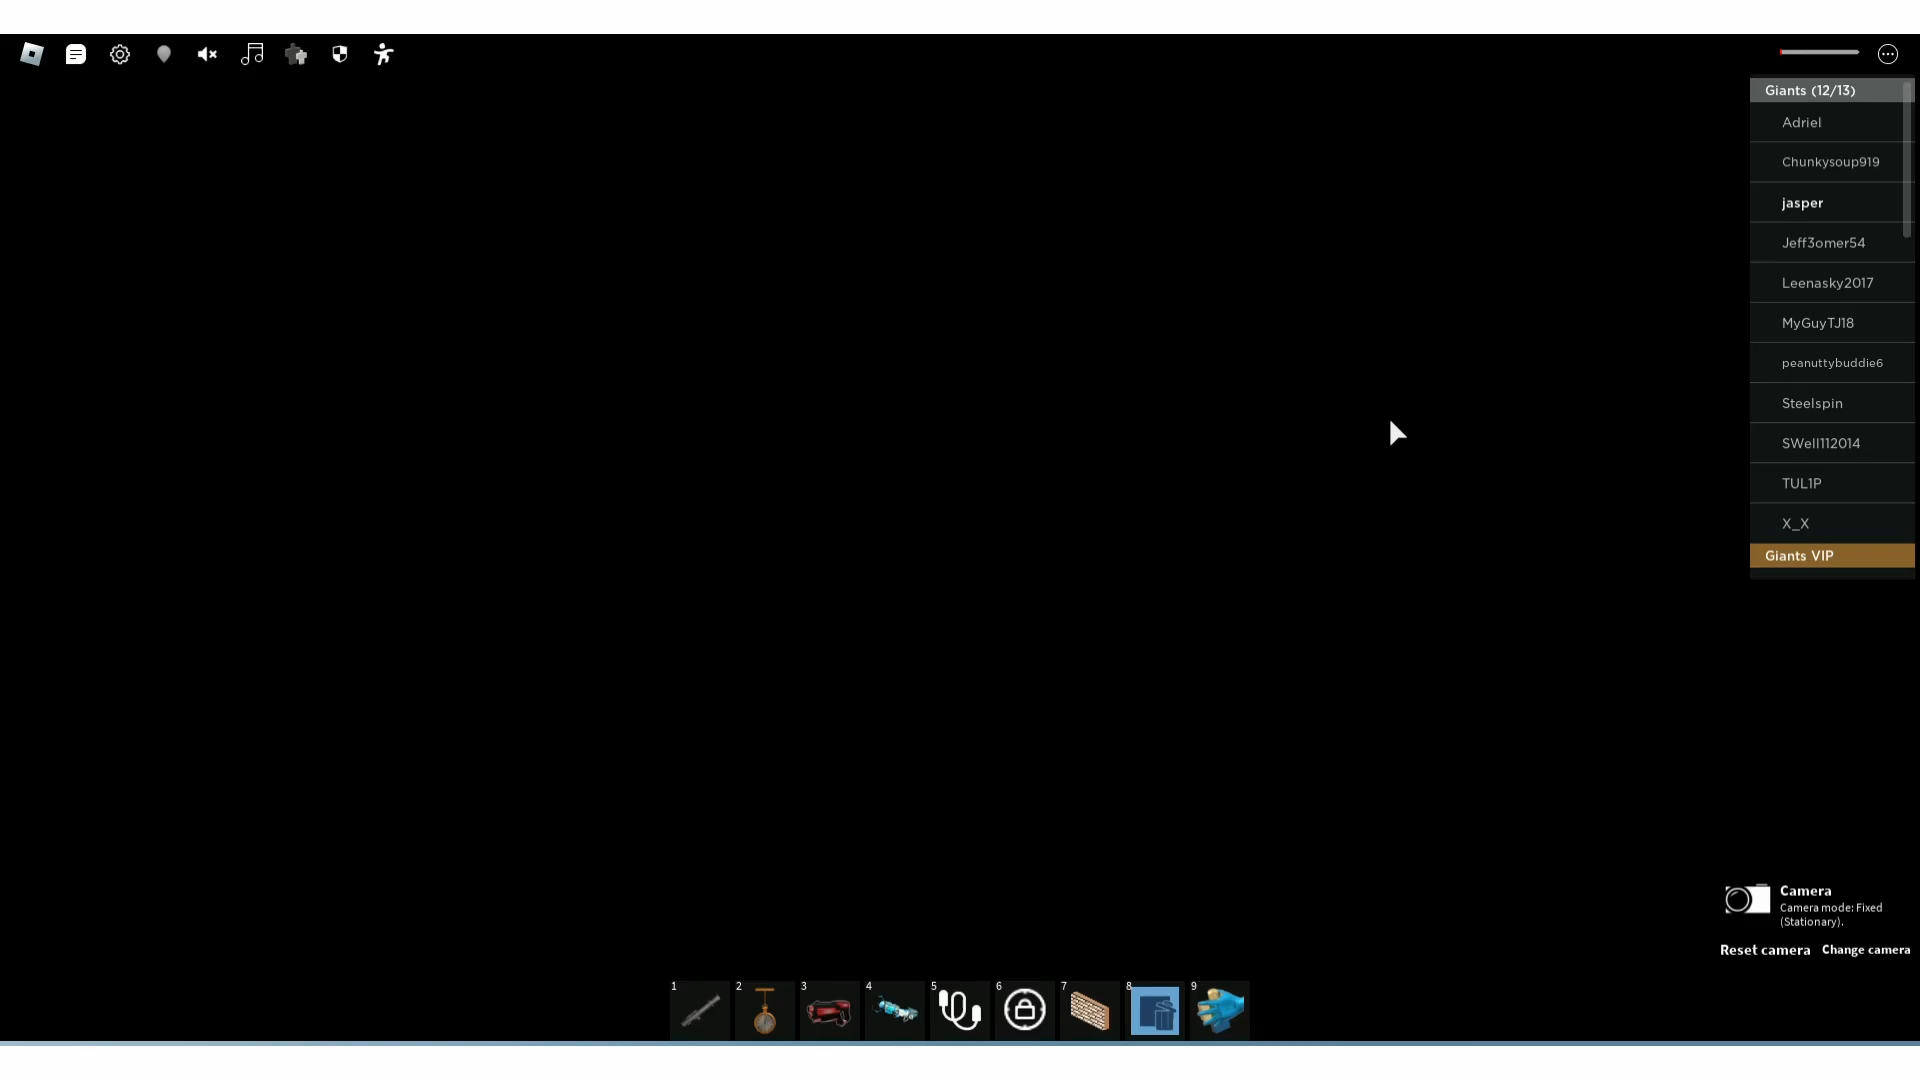 Giants (12/13)
Adriel
Chunkysoup919
jasper
Jeff3omer54
Leenasky2017
MyGuyTJ18
peanuttybuddie6
Steelspin
SWell112014
TUL1P
X_X
Giants VIP
Camera
Camera mode: Fixed
(Stationary).
Reset camera Change camera
1 2 3 4 5 6 7 8 9